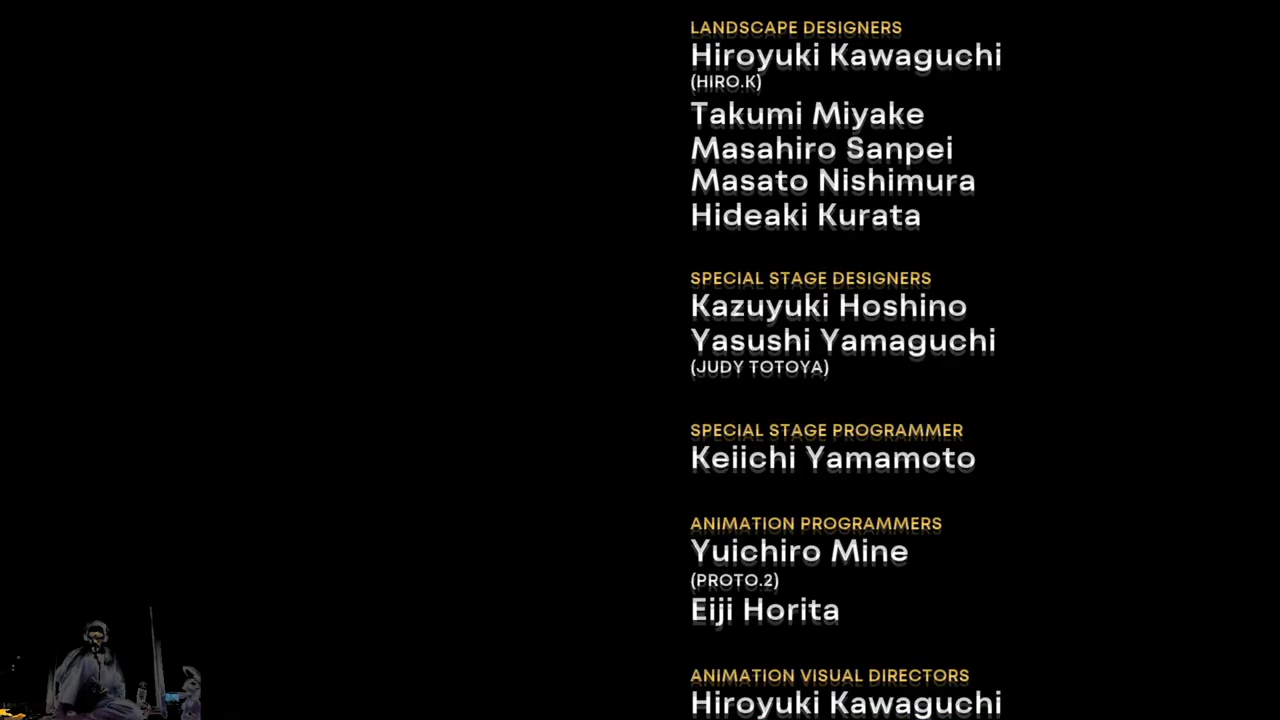 LANDSCAPE DESIGNERS
Hiroyuki Kawaguchi
(HIRO.K)
Takumi Miyake
Masahiro Sanpei
Masato Nishimura
Hideaki Kurata
SPECIAL STAGE DESIGNERS
Kazuyuki Hoshino
Yasushi Yamaguchi
(JUDY TOTOYA)
SPECIAL STAGE PROGRAMMER
Keiichi Yamamoto
ANIMATION PROGRAMMERS
Yuichiro Mine
(PROTO.2)
Eiji Horita
ANIMATION VISUAL DIRECTORS
Hiroyuki Kawaguchi